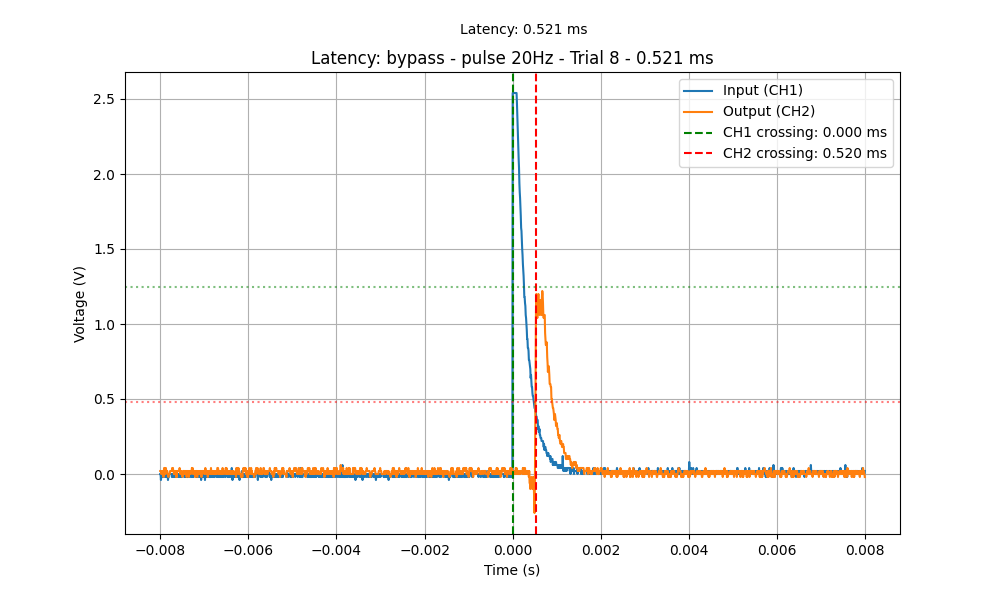 Latency: 0.521 ms
Latency: bypass - pulse 20Hz - Trial 8 - 0.521 ms
Input (CH1)
Output (CH2)
CH1 crossing: 0.000 ms
CH2 crossing: 0.520 ms
Voltage (V)
2.5
2.0
1.5
1.0
0.5
0.0
−0.008 −0.006 −0.004 −0.002 0.000 0.002 0.004 0.006 0.008
Time (s)